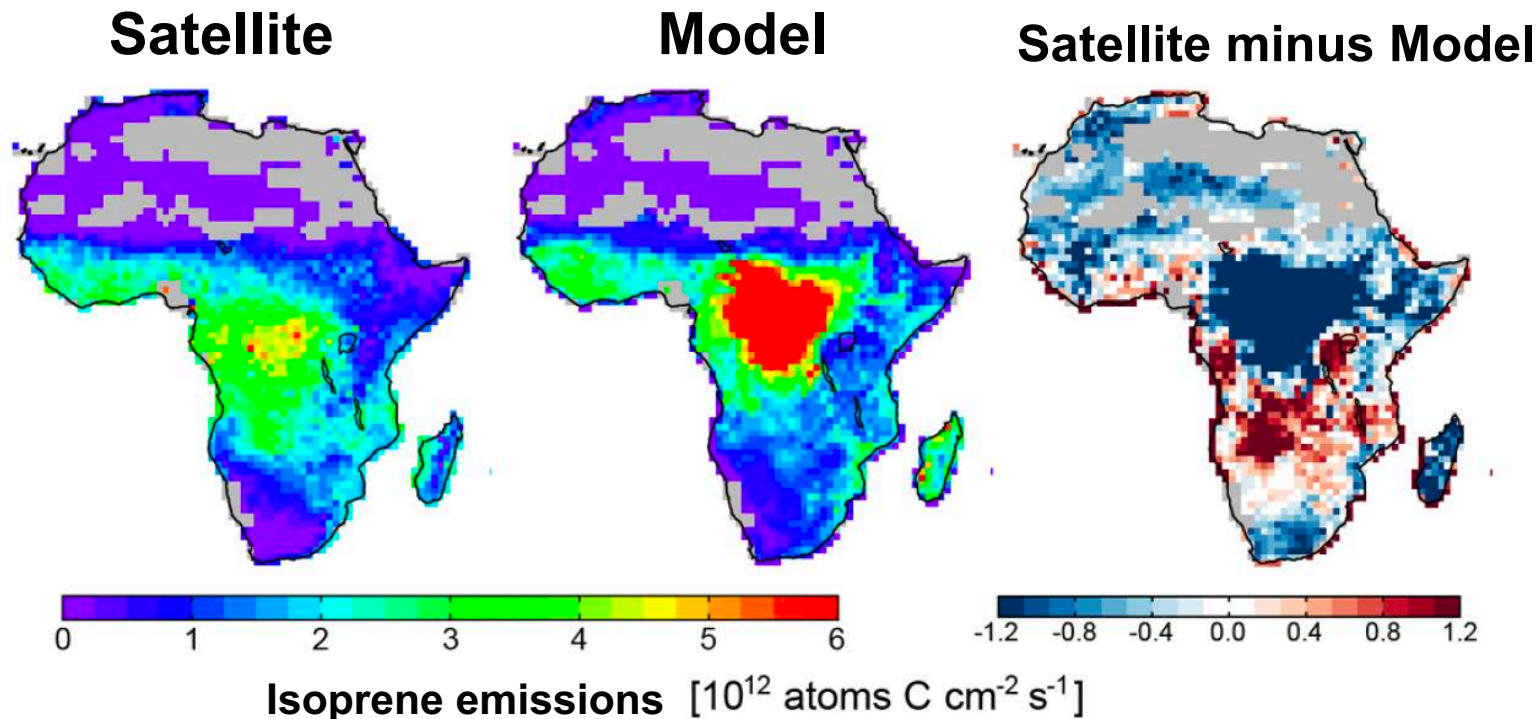 Satellite
Model
Satellite minus Model
0 1 2 3 4 5 6
-1.2 -0.8 -0.4 0.0 0.4 0.8 1.2
Isoprene emissions [10¹² atoms C cm⁻² s⁻¹]